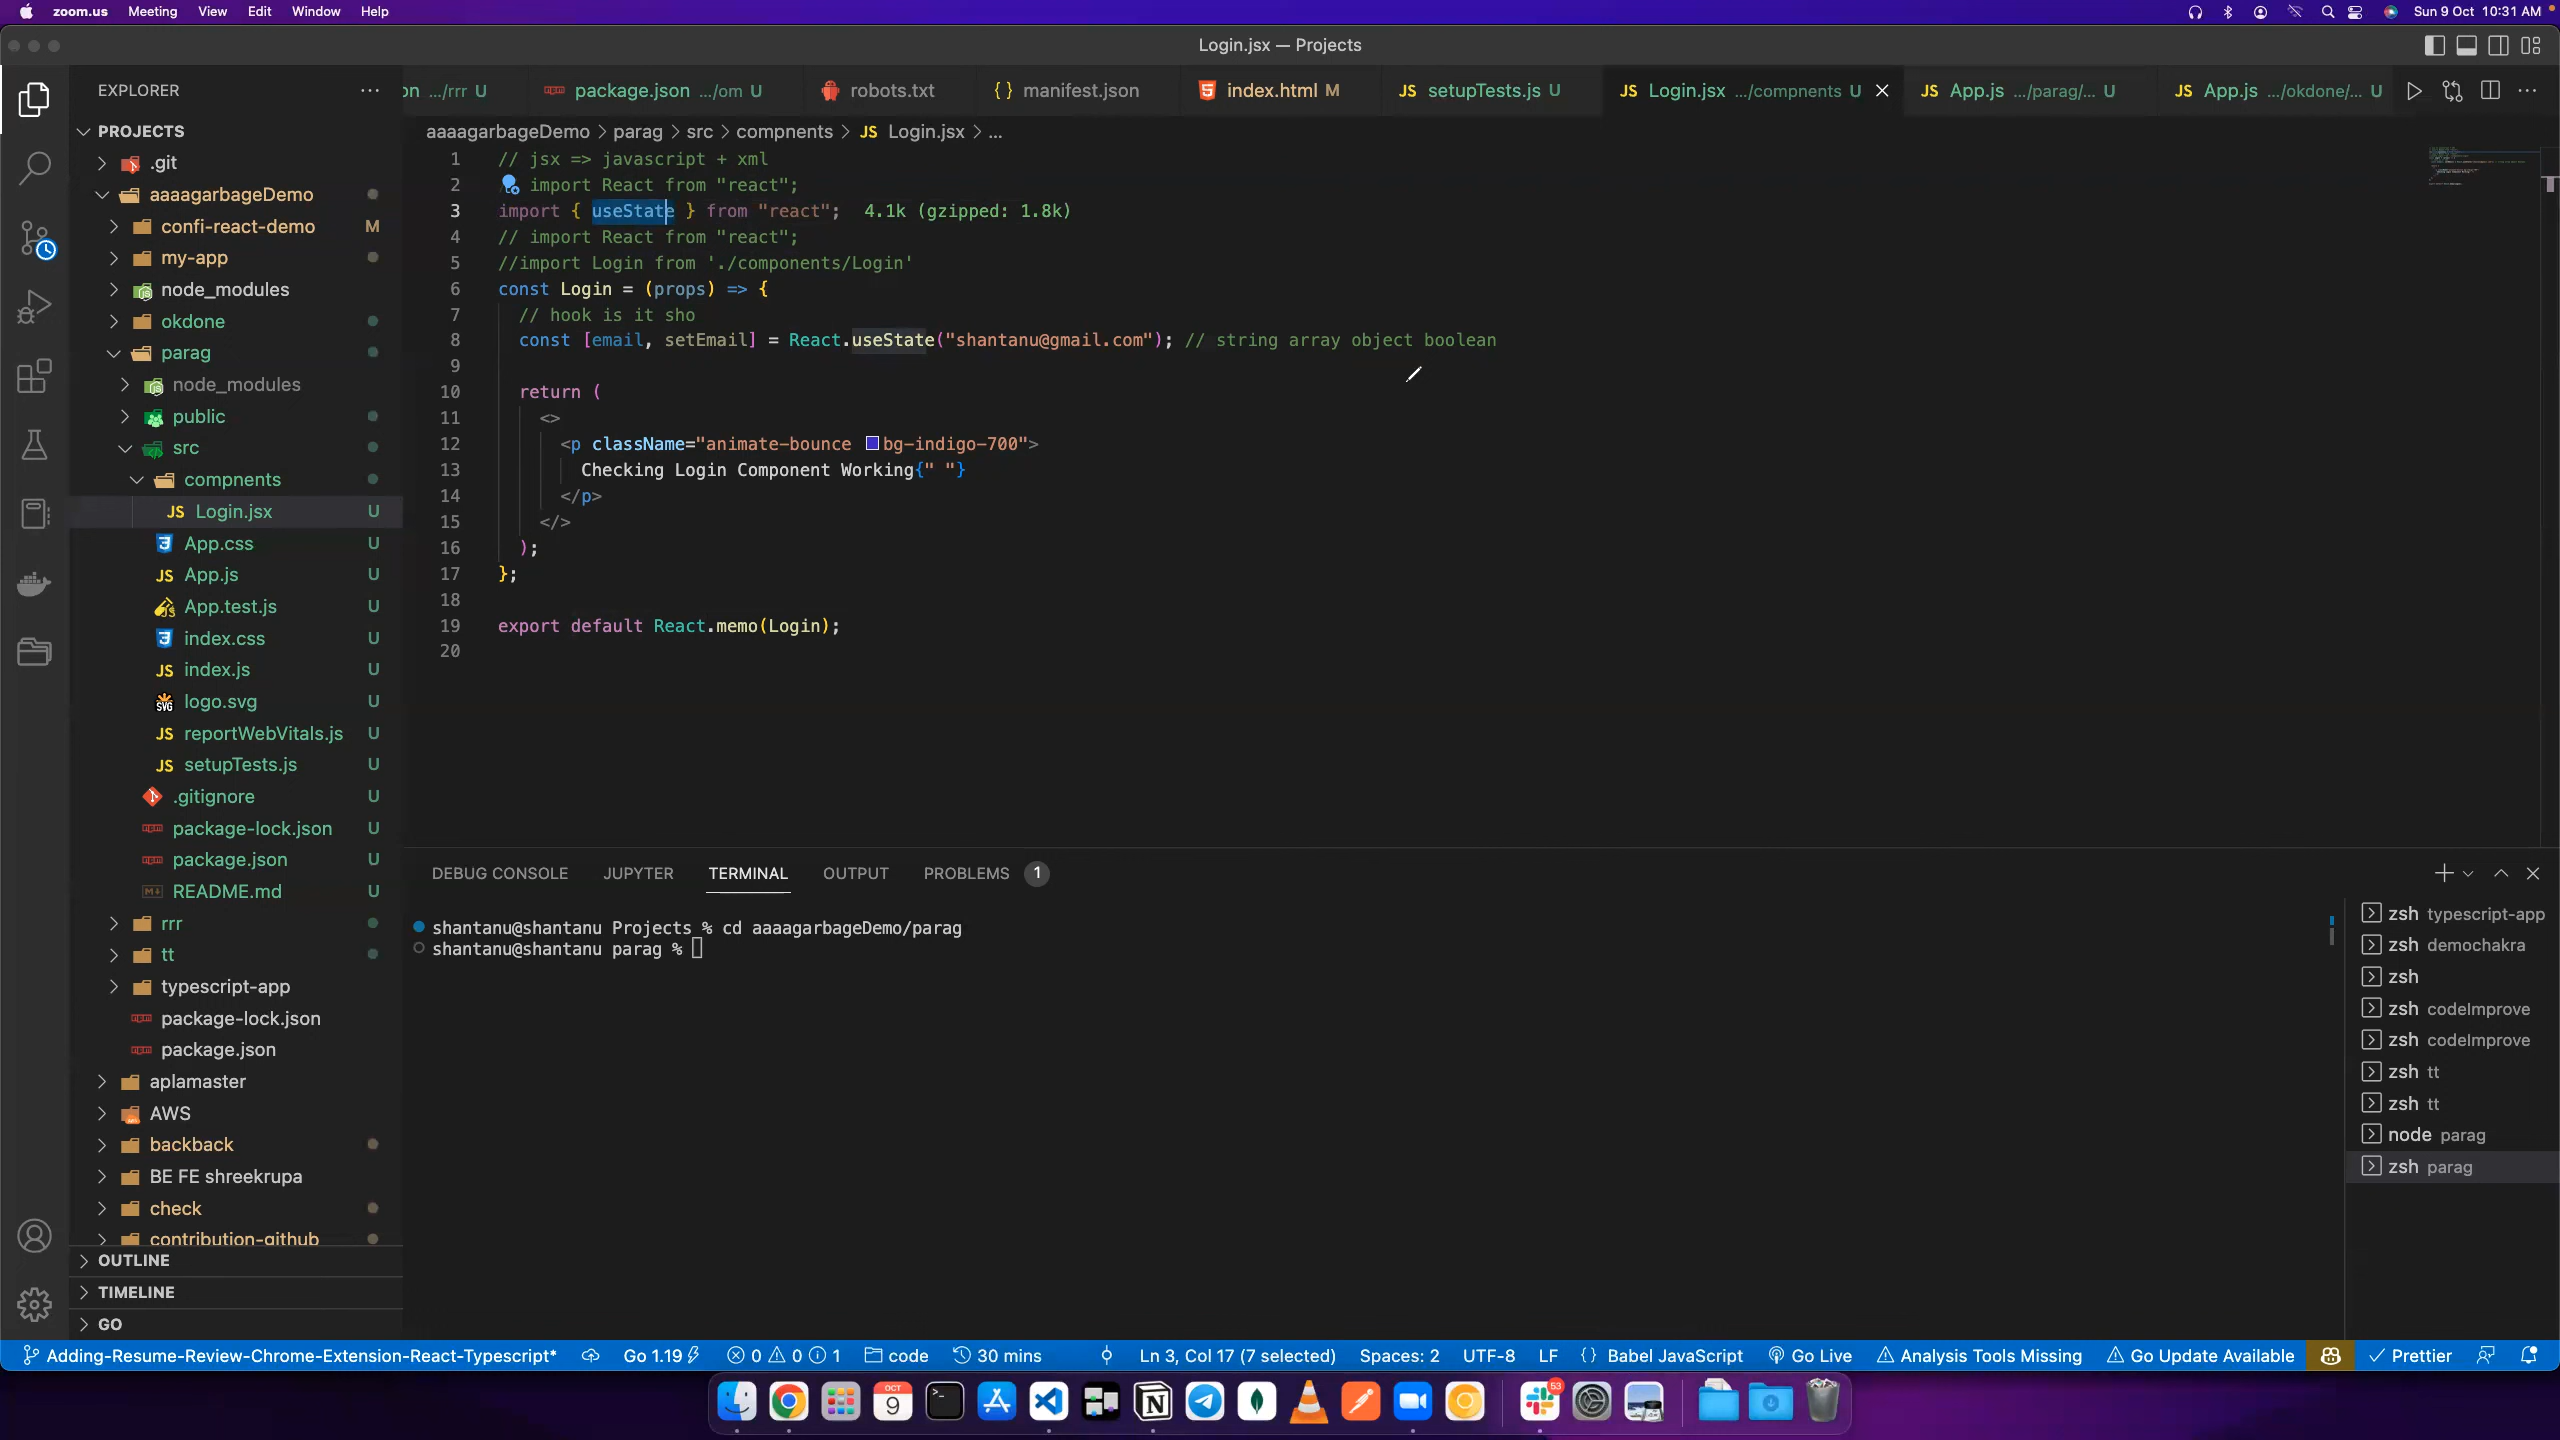 zoom.us Meeting View Edit Window Help Sun 9 Oct 10:31 AM
Login.jsx — Projects
EXPLORER
on .../rrr U package.json .../om U robots.txt manifest.json index.html M setupTests.js U Login.jsx .../compnents U App.js .../parag/... U App.js .../okdone/... U
aaaagarbageDemo > parag > src > compnents > JS Login.jsx > ...
PROJECTS
.git
aaaagarbageDemo
confi-react-demo M
my-app
node_modules
okdone
parag
node_modules
public
src
compnents
JS Login.jsx U
App.css U
JS App.js U
App.test.js U
index.css U
JS index.js U
logo.svg U
JS reportWebVitals.js U
JS setupTests.js U
.gitignore U
package-lock.json U
package.json U
README.md U
rrr
tt
typescript-app
package-lock.json
package.json
aplamaster
AWS
backback
BE FE shreekrupa
check
contribution-github
OUTLINE
TIMELINE
GO
1 // jsx => javascript + xml
2 import React from "react";
3 import { useState } from "react"; 4.1k (gzipped: 1.8k)
4 // import React from "react";
5 //import Login from './components/Login'
6 const Login = (props) => {
7 // hook is it sho
8 const [email, setEmail] = React.useState("shantanu@gmail.com"); // string array object boolean
9
10 return (
11 <>
12 <p className="animate-bounce bg-indigo-700">
13 Checking Login Component Working{" "}
14 </p>
15 </>
16 );
17 };
18
19 export default React.memo(Login);
20
DEBUG CONSOLE JUPYTER TERMINAL OUTPUT PROBLEMS 1
shantanu@shantanu Projects % cd aaaagarbageDemo/parag
shantanu@shantanu parag %
zsh typescript-app
zsh demochakra
zsh
zsh codeImprove
zsh codeImprove
zsh tt
zsh tt
node parag
zsh parag
Adding-Resume-Review-Chrome-Extension-React-Typescript* Go 1.19 0 0 1 code 30 mins Ln 3, Col 17 (7 selected) Spaces: 2 UTF-8 LF {} Babel JavaScript Go Live Analysis Tools Missing Go Update Available Prettier
OCT
9
53